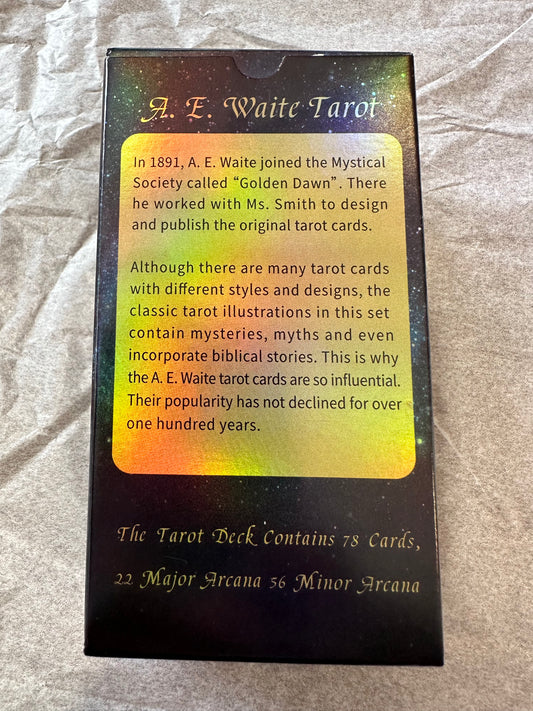 A. E. Waite Tarot
In 1891, A. E. Waite joined the Mystical
Society called “Golden Dawn”. There
he worked with Ms. Smith to design
and publish the original tarot cards.
Although there are many tarot cards
with different styles and designs, the
classic tarot illustrations in this set
contain mysteries, myths and even
incorporate biblical stories. This is why
the A. E. Waite tarot cards are so influential.
Their popularity has not declined for over
one hundred years.
The Tarot Deck Contains 78 Cards,
22 Major Arcana 56 Minor Arcana